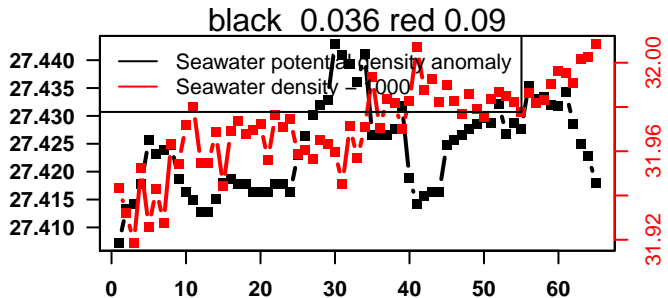 black 0.036 red 0.09
27.440
27.435
27.430
27.425
27.420
27.415
27.410
Seawater potential density anomaly
Seawater density – 1000
32.00
31.96
31.92
0 10 20 30 40 50 60